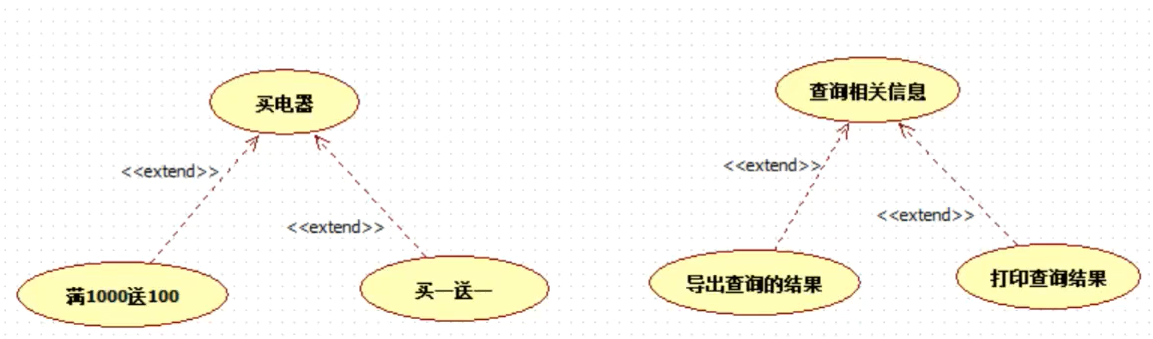 买电器
<<extend>>
<<extend>>
满1000送100
买一送一
查询相关信息
<<extend>>
<<extend>>
导出查询的结果
打印查询结果